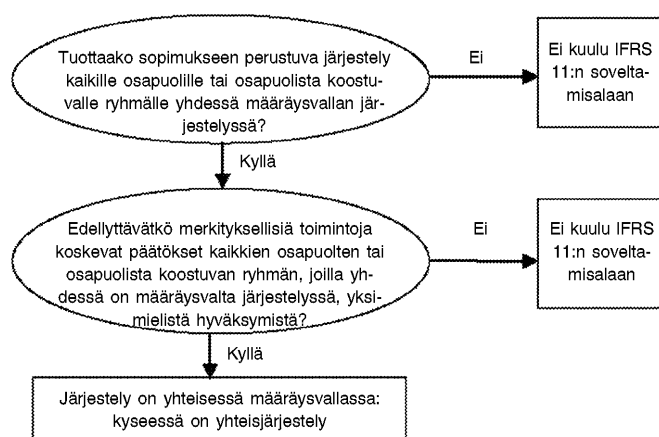 Tuottaako sopimukseen perustuva järjestely
kaikille osapuolille tai osapuolista koostu-
valle ryhmälle yhdessä määräysvallan jär-
jestelyssä?
Ei
Ei kuulu IFRS
11:n sovelta-
misalaan
Kyllä
Edellyttävätkö merkityksellisiä toimintoja
koskevat päätökset kaikkien osapuolten tai
osapuolista koostuvan ryhmän, joilla yh-
dessä on määräysvalta järjestelyssä, yksi-
mielistä hyväksymistä?
Ei
Ei kuulu IFRS
11:n sovelta-
misalaan
Kyllä
Järjestely on yhteisessä määräysvallassa:
kyseessä on yhteisjärjestely